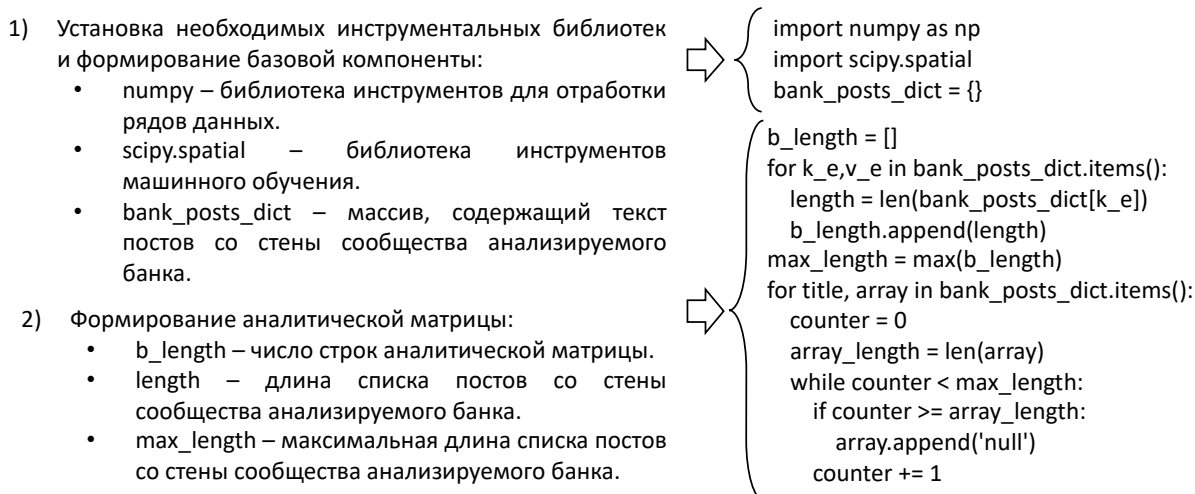 1) Установка необходимых инструментальных библиотек
и формирование базовой компоненты:
• numpy – библиотека инструментов для отработки
рядов данных.
• scipy.spatial – библиотека инструментов
машинного обучения.
• bank_posts_dict – массив, содержащий текст
постов со стены сообщества анализируемого
банка.
2) Формирование аналитической матрицы:
• b_length – число строк аналитической матрицы.
• length – длина списка постов со стены
сообщества анализируемого банка.
• max_length – максимальная длина списка постов
со стены сообщества анализируемого банка.
import numpy as np
import scipy.spatial
bank_posts_dict = {}
b_length = []
for k_e,v_e in bank_posts_dict.items():
length = len(bank_posts_dict[k_e])
b_length.append(length)
max_length = max(b_length)
for title, array in bank_posts_dict.items():
counter = 0
array_length = len(array)
while counter < max_length:
if counter >= array_length:
array.append('null')
counter += 1